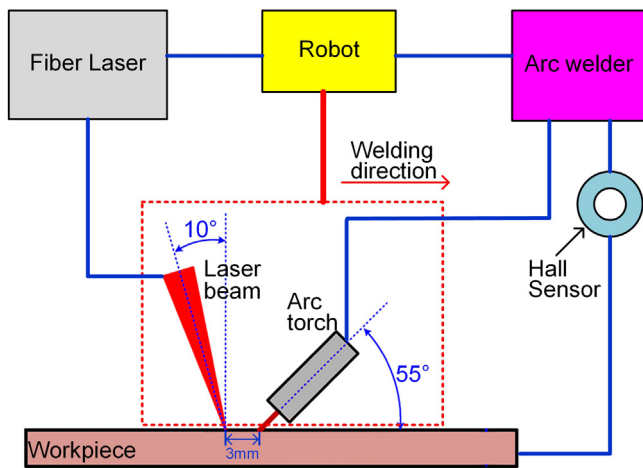 Fiber Laser
Robot
Arc welder
Welding
direction
10°
Laser
beam
Arc
torch
Hall
Sensor
55°
Workpiece
3mm